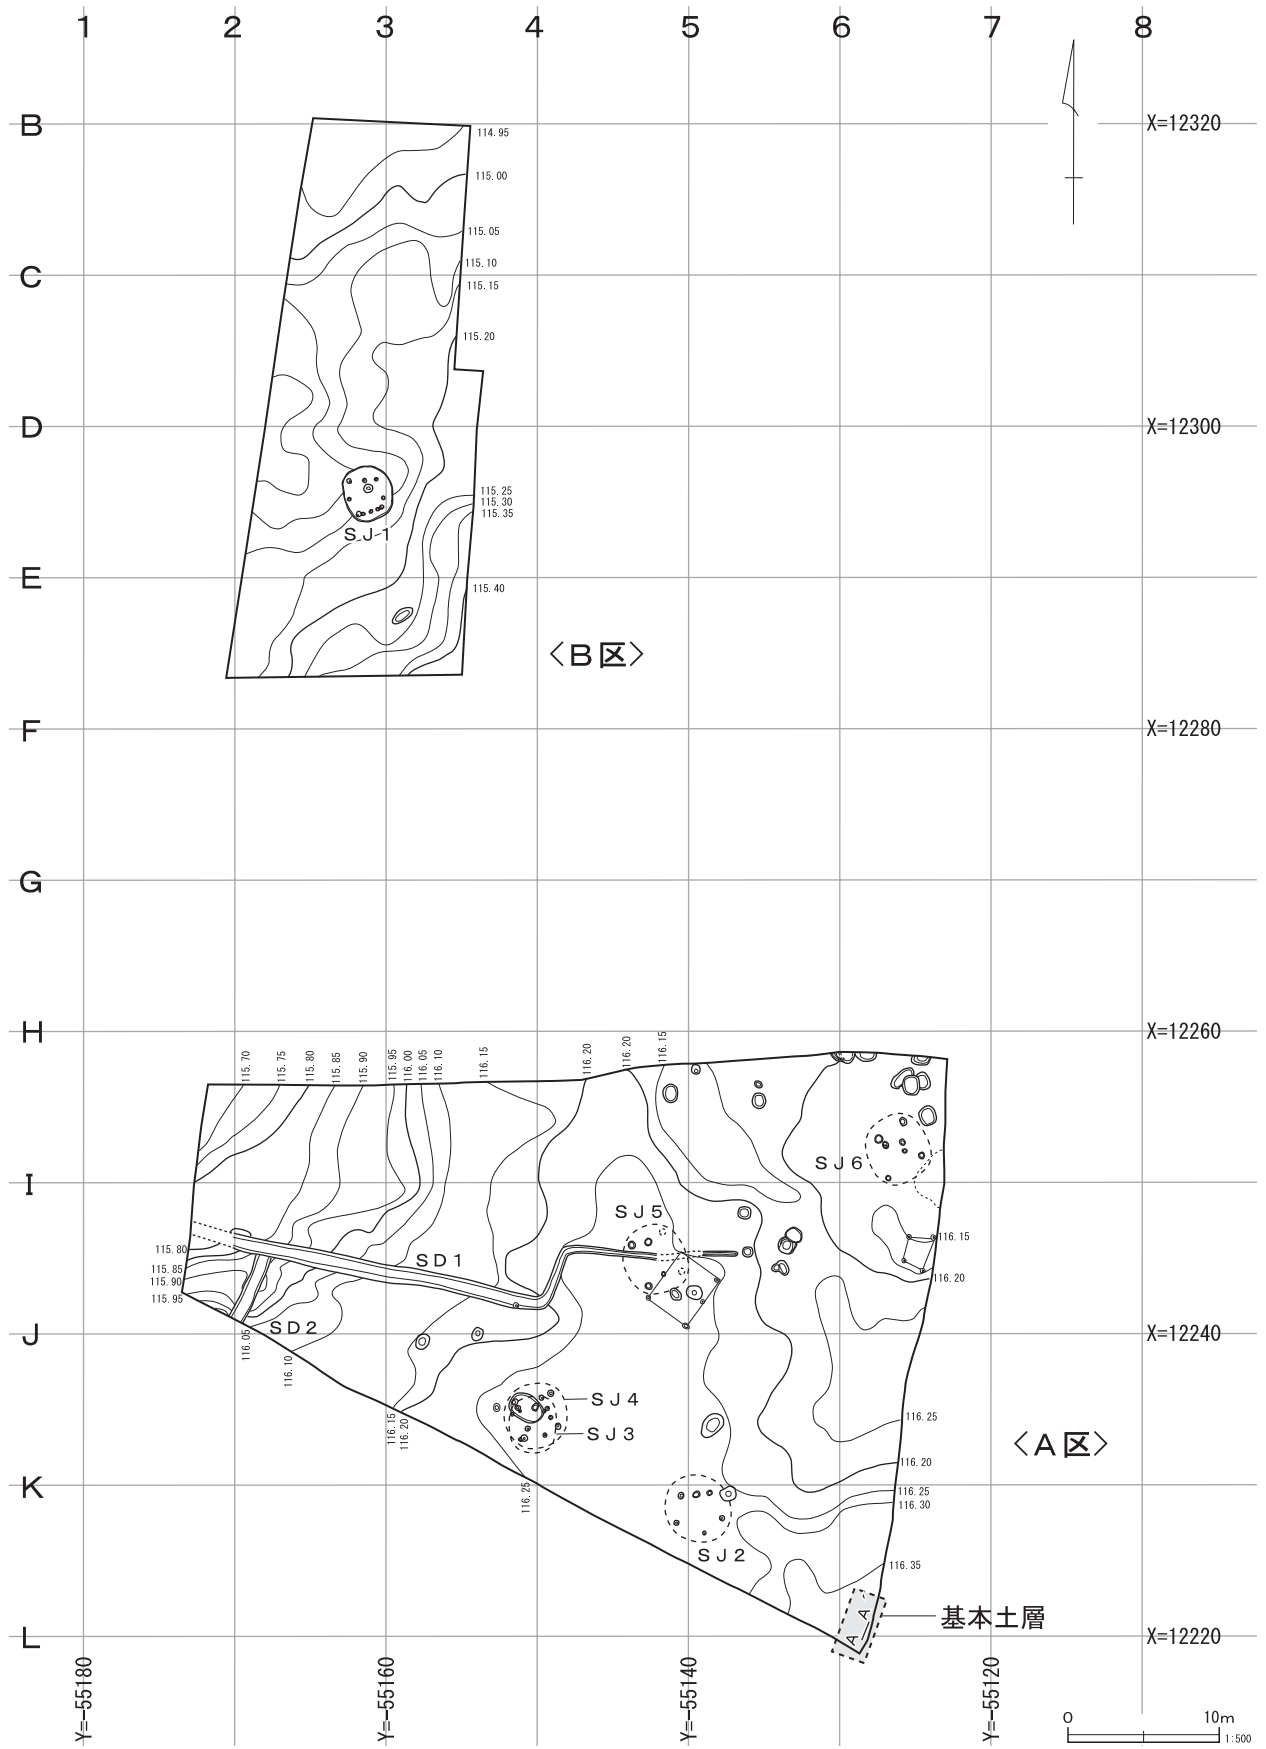 1 2 3 4 5 6 7 8
B X=12320
114.95
115.00
115.05
C 115.10
115.15
115.20
D X=12300
115.25
115.30
115.35
SJ1
E
115.40
〈B区〉
F X=12280
G
H X=12260
115.70 115.75 115.80 115.85 115.90 115.95 116.00 116.05 116.10 116.15 116.20 116.20 116.15
SJ6
I
SJ5
116.15
115.80
SD1
115.85
115.90
116.20
115.95
SD2
J X=12240
116.05
116.10
SJ4
116.25
116.15 116.20
SJ3
〈A区〉
116.20
K
116.25
116.25
116.30
SJ2
116.35
A A
基本土層
L X=12220
Y=-55180 Y=-55160 Y=-55140 Y=-55120
0 10m
1:500